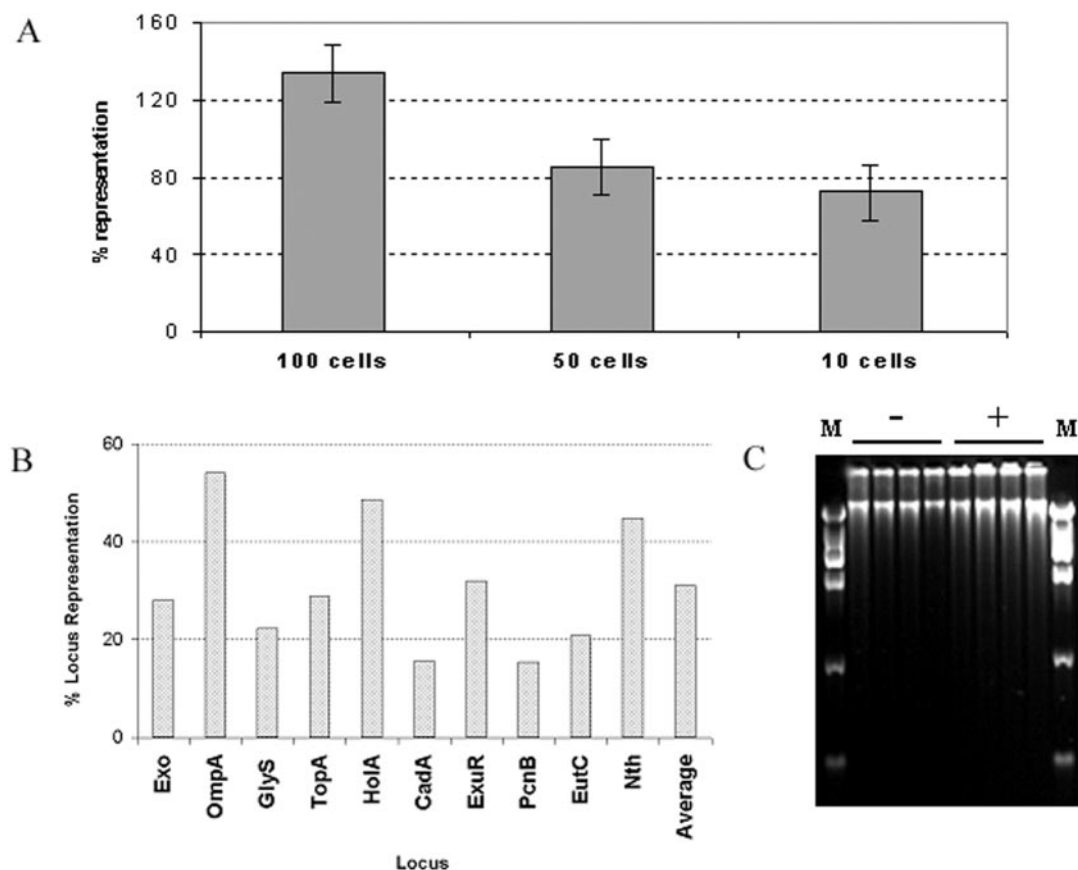 A
% representation
160
120
80
40
0
100 cells
50 cells
10 cells
B
% Locus Representation
60
40
20
0
Exo
OmpA
GlyS
TopA
HolA
CadA
ExuR
PcnB
EutC
Nth
Average
Locus
C
M - + M